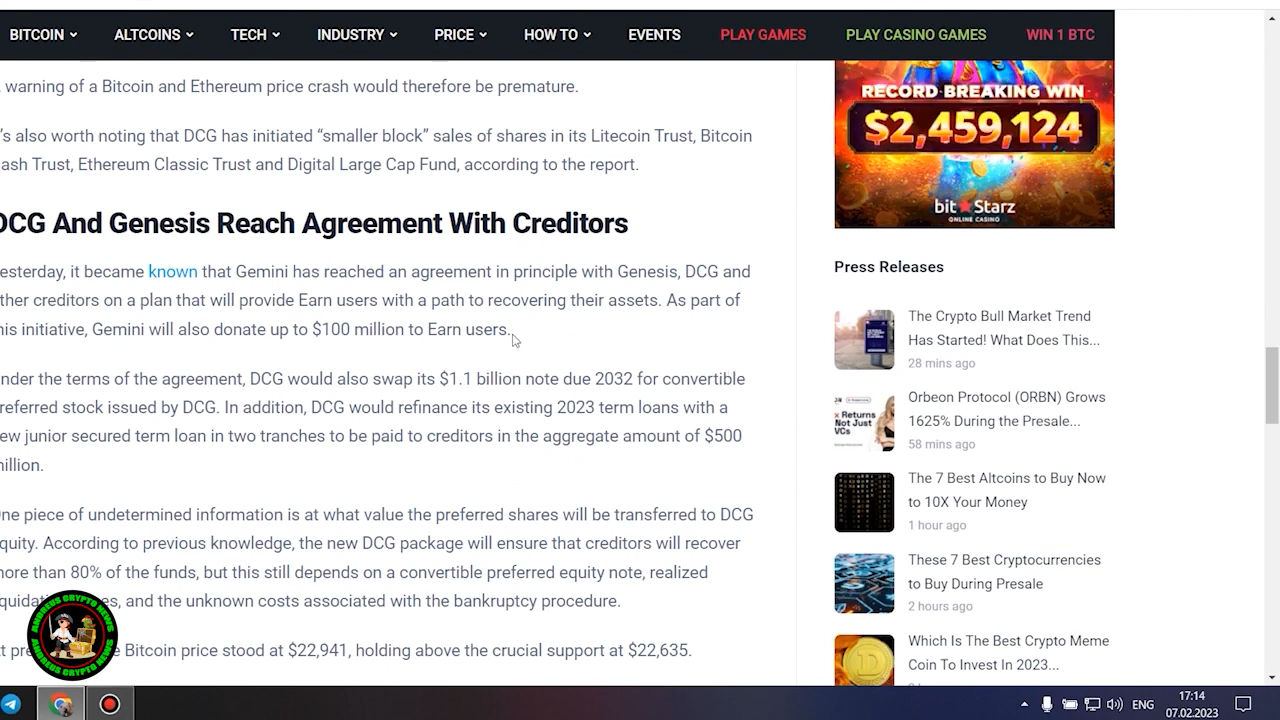 BITCOIN ALTCOINS TECH INDUSTRY PRICE HOW TO EVENTS PLAY GAMES PLAY CASINO GAMES WIN 1 BTC
warning of a Bitcoin and Ethereum price crash would therefore be premature.
's also worth noting that DCG has initiated “smaller block” sales of shares in its Litecoin Trust, Bitcoin
ash Trust, Ethereum Classic Trust and Digital Large Cap Fund, according to the report.
DCG And Genesis Reach Agreement With Creditors
esterday, it became known that Gemini has reached an agreement in principle with Genesis, DCG and
ther creditors on a plan that will provide Earn users with a path to recovering their assets. As part of
his initiative, Gemini will also donate up to $100 million to Earn users.
nder the terms of the agreement, DCG would also swap its $1.1 billion note due 2032 for convertible
referred stock issued by DCG. In addition, DCG would refinance its existing 2023 term loans with a
ew junior secured term loan in two tranches to be paid to creditors in the aggregate amount of $500
illion.
ne piece of undetermined information is at what value the preferred shares will be transferred to DCG
quity. According to previous knowledge, the new DCG package will ensure that creditors will recover
ore than 80% of the funds, but this still depends on a convertible preferred equity note, realized
and the unknown costs associated with the bankruptcy procedure.
Bitcoin price stood at $22,941, holding above the crucial support at $22,635.
RECORD BREAKING WIN
$2,459,124
bitStarz
ONLINE CASINO
Press Releases
The Crypto Bull Market Trend
Has Started! What Does This...
28 mins ago
Orbeon Protocol (ORBN) Grows
1625% During the Presale...
58 mins ago
Returns
Not Just
VCs
The 7 Best Altcoins to Buy Now
to 10X Your Money
1 hour ago
These 7 Best Cryptocurrencies
to Buy During Presale
2 hours ago
Which Is The Best Crypto Meme
Coin To Invest In 2023...
ANDREUS CRYPTO NEWS
ANDREUS CRYPTO NEWS
ENG
17:14
07.02.2023